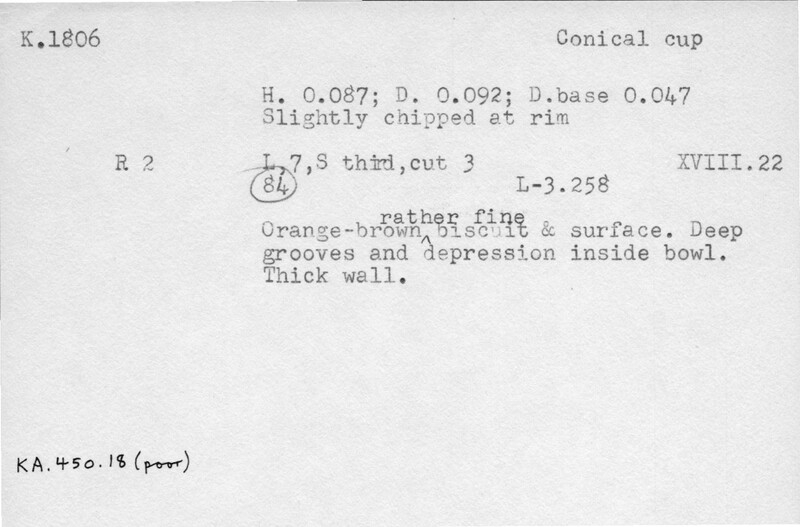 K.1806 Conical cup
H. 0.087; D. 0.092; D.base 0.047
Slightly chipped at rim
R 2 L,7,S third,cut 3 XVIII.22
84 L-3.258
rather fine
Orange-brown ^ biscuit & surface. Deep
grooves and depression inside bowl.
Thick wall.
KA.450.18 (poor)